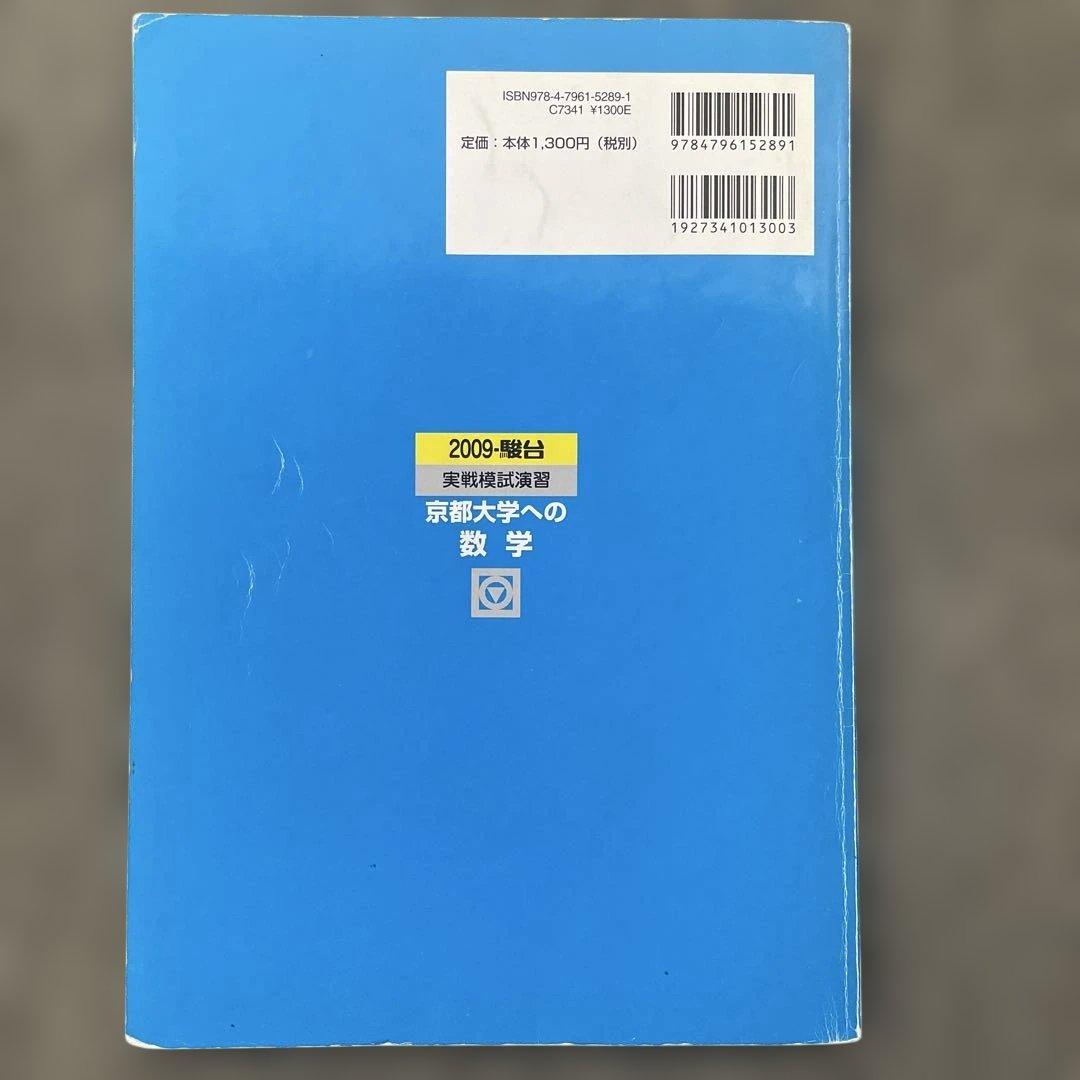 ISBN978-4-7961-5289-1
C7341 ¥1300E
定価：本体1,300円（税別）
9784796152891
1927341013003
2009-駿台
実戦模試演習
京都大学への
数学